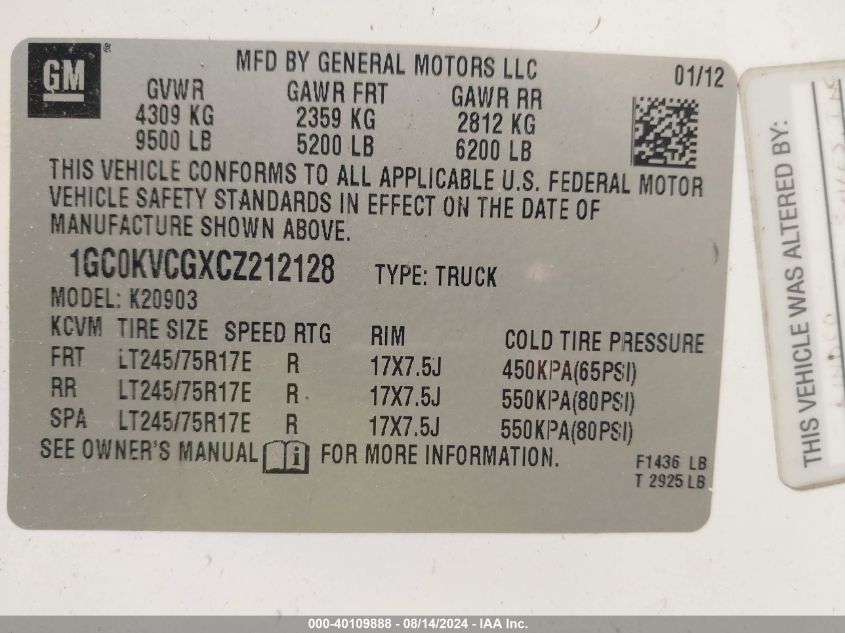 GM
MFD BY GENERAL MOTORS LLC
01/12
GVWR GAWR FRT GAWR RR
4309 KG 2359 KG 2812 KG
9500 LB 5200 LB 6200 LB
THIS VEHICLE CONFORMS TO ALL APPLICABLE U.S. FEDERAL MOTOR
VEHICLE SAFETY STANDARDS IN EFFECT ON THE DATE OF
MANUFACTURE SHOWN ABOVE.
1GC0KVCGXCZ212128 TYPE: TRUCK
MODEL: K20903
KCVM TIRE SIZE SPEED RTG RIM COLD TIRE PRESSURE
FRT LT245/75R17E R 17X7.5J 450KPA(65PSI)
RR LT245/75R17E R 17X7.5J 550KPA(80PSI)
SPA LT245/75R17E R 17X7.5J 550KPA(80PSI)
SEE OWNER'S MANUAL FOR MORE INFORMATION.
F1436 LB
T 2925 LB
THIS VEHICLE WAS ALTERED BY:
000-40109888 - 08/14/2024 - IAA Inc.